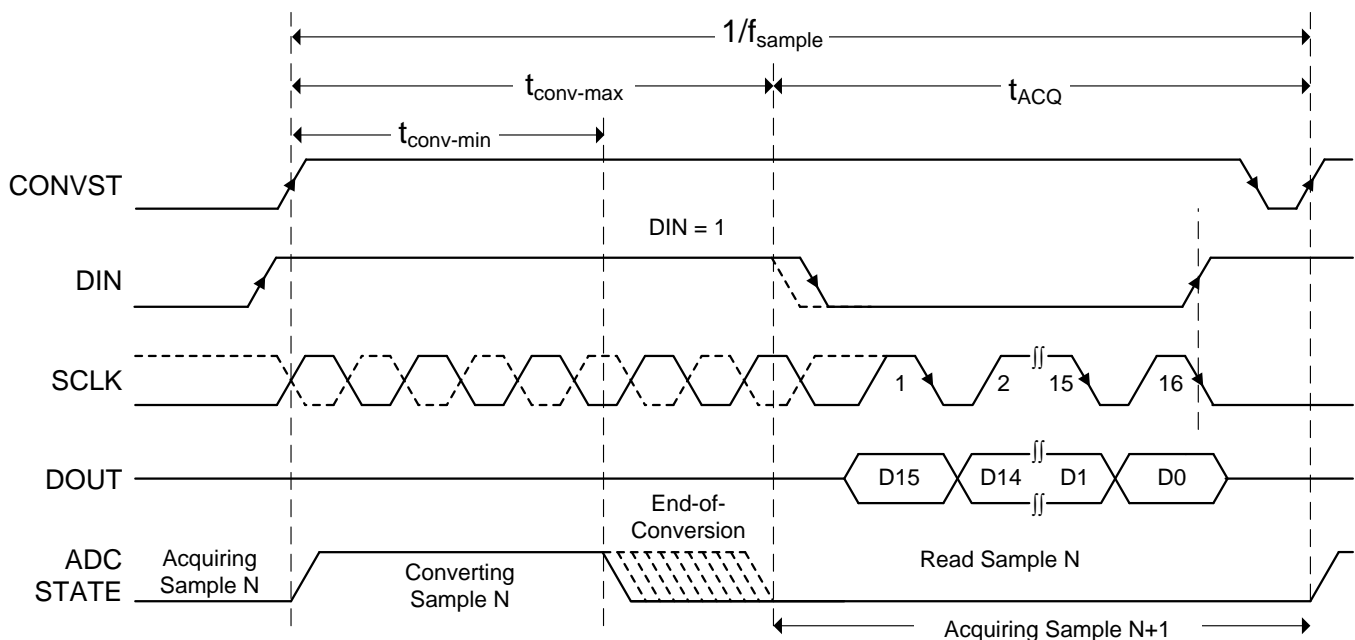 1/fsample
tconv-max
tACQ
tconv-min
CONVST
DIN = 1
DIN
SCLK
1
2
15
16
DOUT
D15
D14
D1
D0
End-of-
Conversion
ADC
STATE
Acquiring
Sample N
Converting
Sample N
Read Sample N
Acquiring Sample N+1